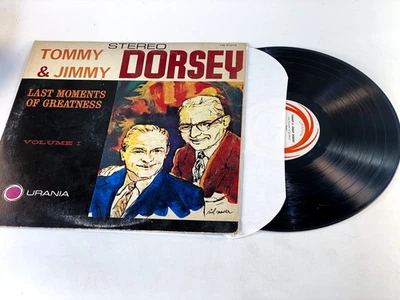 STEREO
TOMMY
& JIMMY
DORSEY
LAST MOMENTS
OF GREATNESS
VOLUME I
URANIA